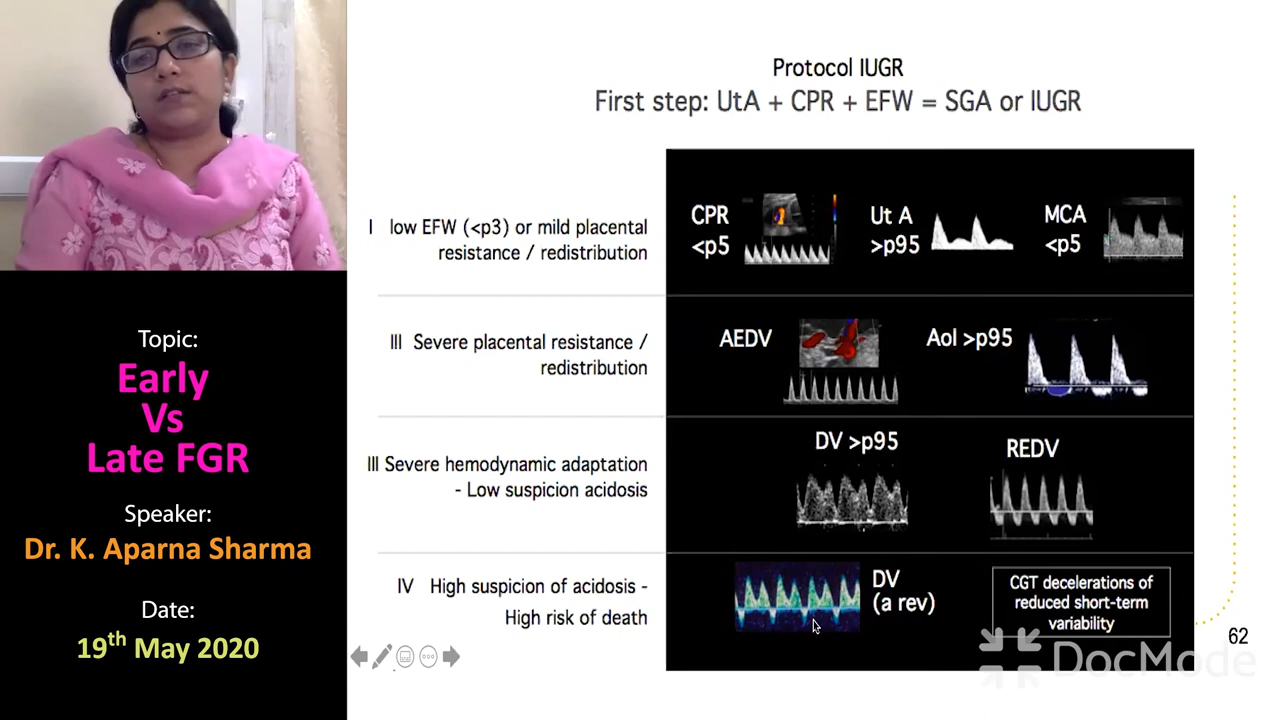 Protocol IUGR
First step: UtA + CPR + EFW = SGA or IUGR
I low EFW (<p3) or mild placental
resistance / redistribution
CPR
<p5
Ut A
>p95
MCA
<p5
III Severe placental resistance /
redistribution
AEDV
AoI >p95
III Severe hemodynamic adaptation
- Low suspicion acidosis
DV >p95
REDV
IV High suspicion of acidosis -
High risk of death
DV
(a rev)
CGT decelerations of
reduced short-term
variability
62
DocMode
Topic:
Early
Vs
Late FGR
Speaker:
Dr. K. Aparna Sharma
Date:
19th May 2020